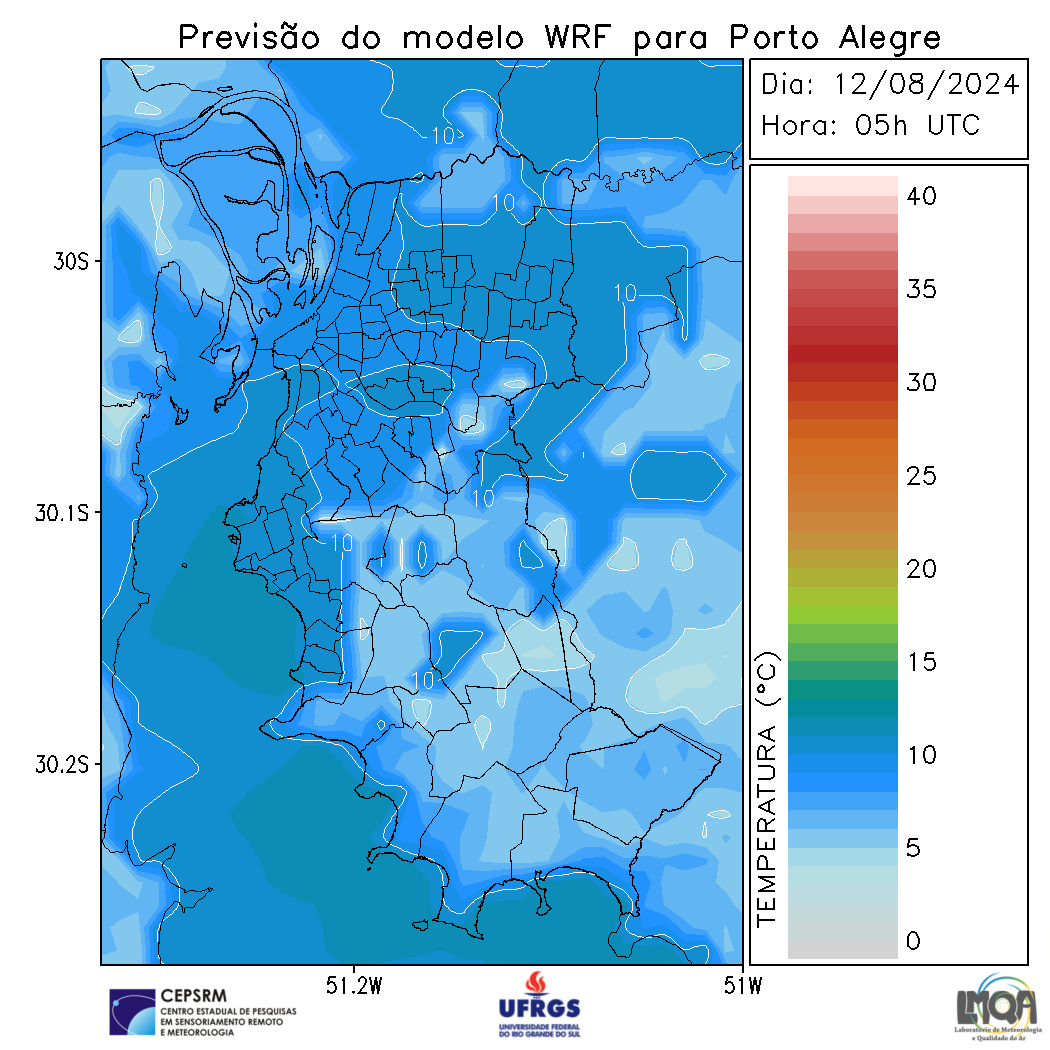 Previsão do modelo WRF para Porto Alegre
Dia: 12/08/2024
Hora: 05h UTC
30S
30.1S
30.2S
51.2W
51W
10
10
10
10
10
10
TEMPERATURA (°C)
40
35
30
25
20
15
10
5
0
CEPSRM
CENTRO ESTADUAL DE PESQUISAS
EM SENSORIAMENTO REMOTO
E METEOROLOGIA
UFRGS
UNIVERSIDADE FEDERAL
DO RIO GRANDE DO SUL
LMQA
Laboratório de Meteorologia
e Qualidade do Ar